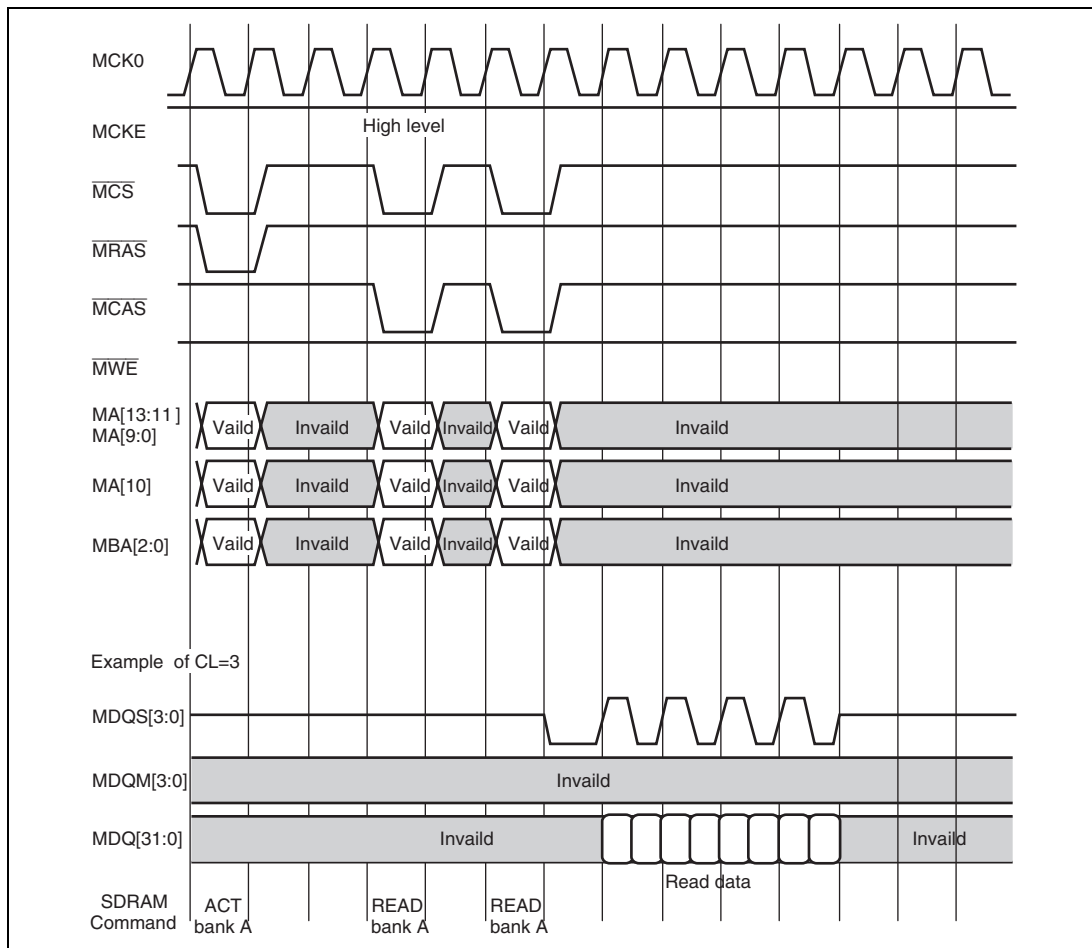 MCK0
MCKE
High level
MCS
MRAS
MCAS
MWE
MA[13:11 ]
MA[9:0]
Vaild Invaild Vaild Invaild Vaild Invaild
MA[10] Vaild Invaild Vaild Invaild Vaild Invaild
MBA[2:0] Vaild Invaild Vaild Invaild Vaild Invaild
Example of CL=3
MDQS[3:0]
MDQM[3:0] Invaild
MDQ[31:0] Invaild Invaild
Read data
SDRAM Command
ACT bank A
READ bank A
READ bank A